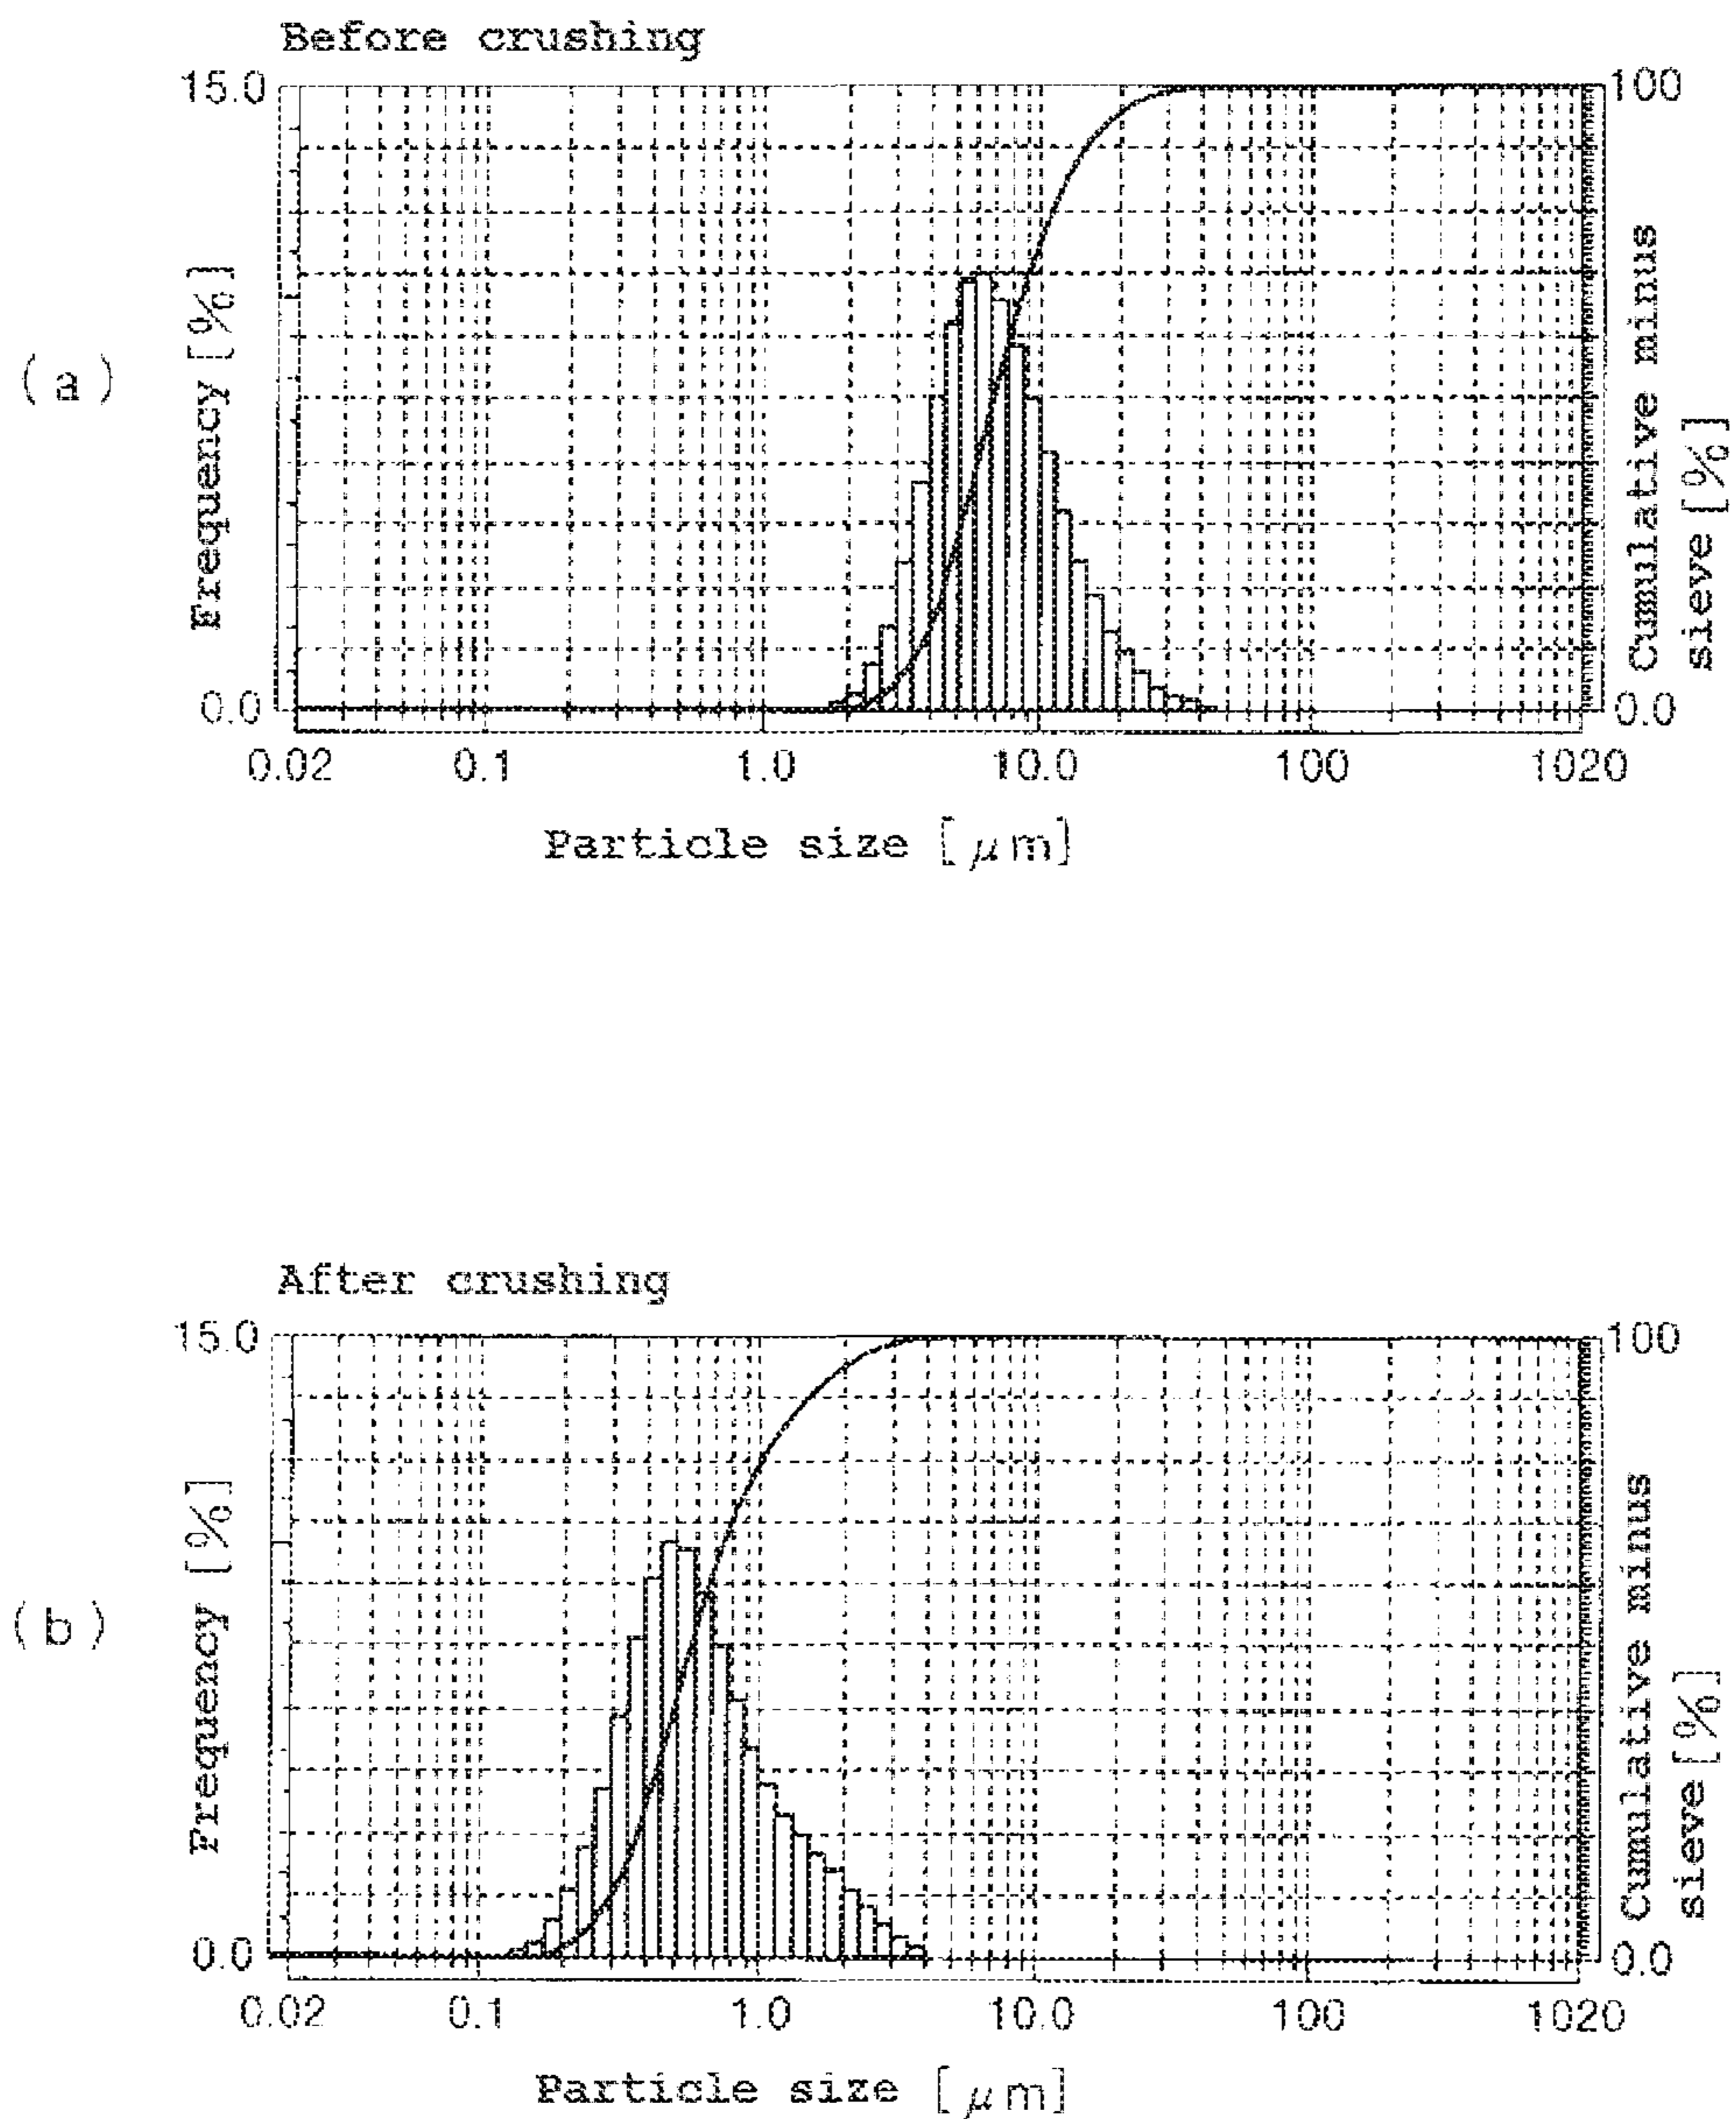 Before crushing
15.0
100
(a)
Frequency [%]
Cumulative minus
sieve [%]
0.0
0.0
0.02 0.1 1.0 10.0 100 1020
Particle size [μm]
After crushing
15.0
100
(b)
Frequency [%]
Cumulative minus
sieve [%]
0.0
0.0
0.02 0.1 1.0 10.0 100 1020
Particle size [μm]